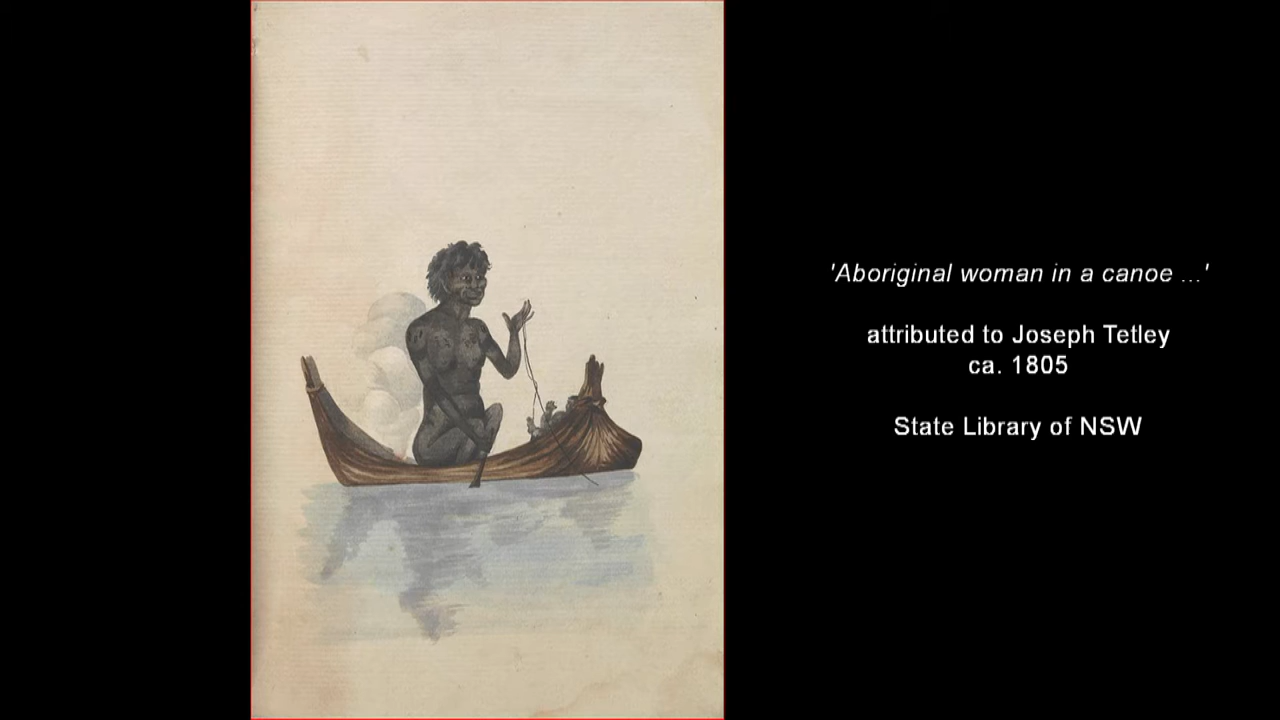 'Aboriginal woman in a canoe ...'
attributed to Joseph Tetley
ca. 1805
State Library of NSW